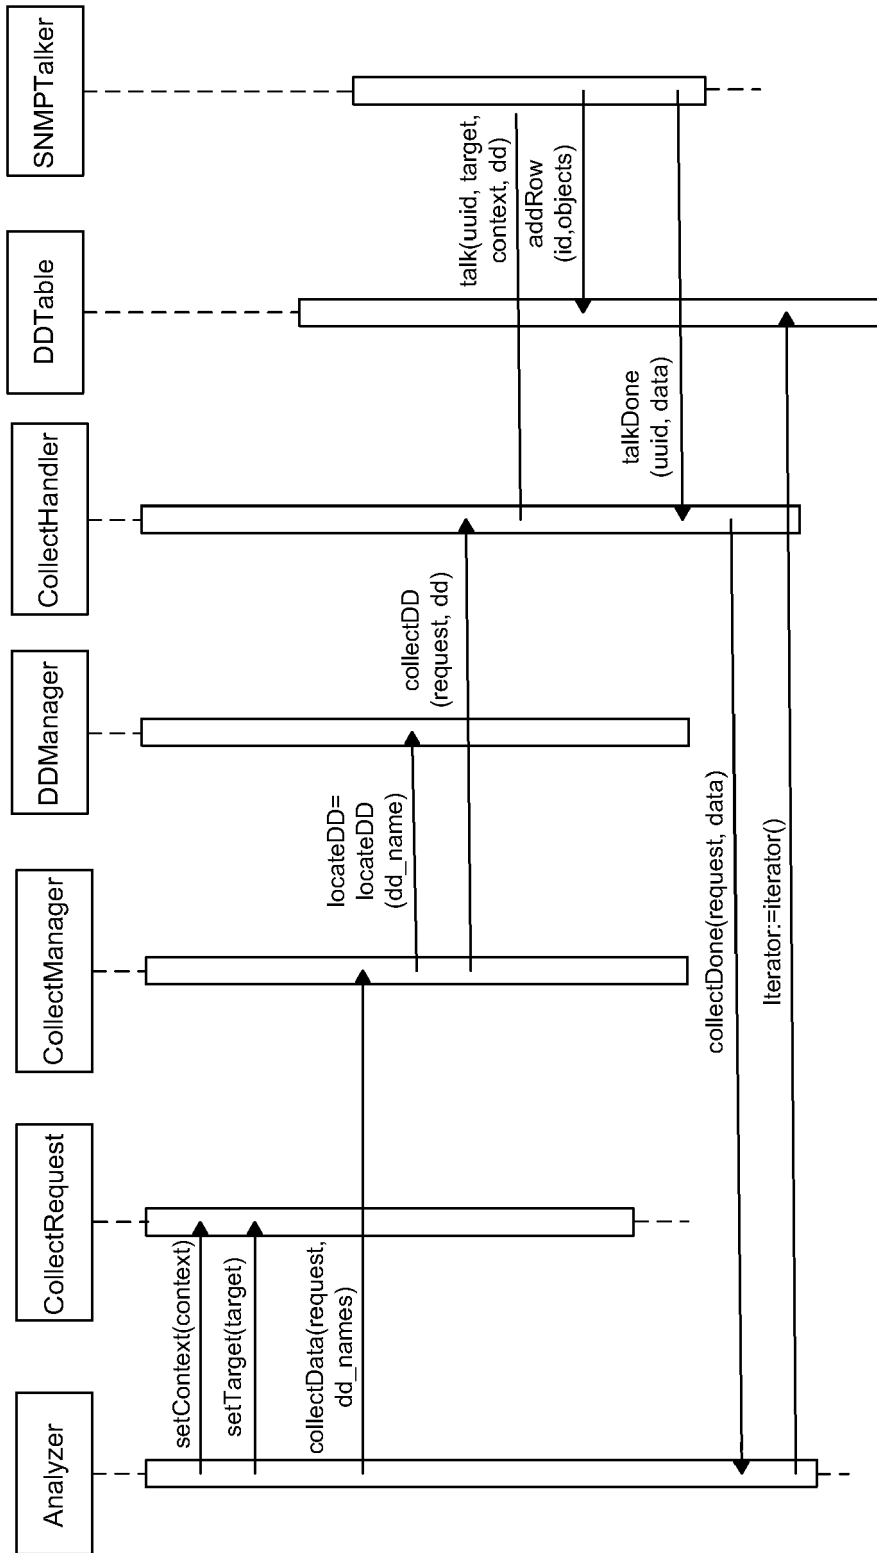 Analyzer
CollectRequest
CollectManager
DDManager
CollectHandler
DDTable
SNMPTalker
setContext(context)
setTarget(target)
collectData(request,
dd_names)
locateDD=
locateDD
(dd_name)
collectDD
(request, dd)
talk(uuid, target,
context, dd)
addRow
(id,objects)
talkDone
(uuid, data)
collectDone(request, data)
Iterator:=iterator()